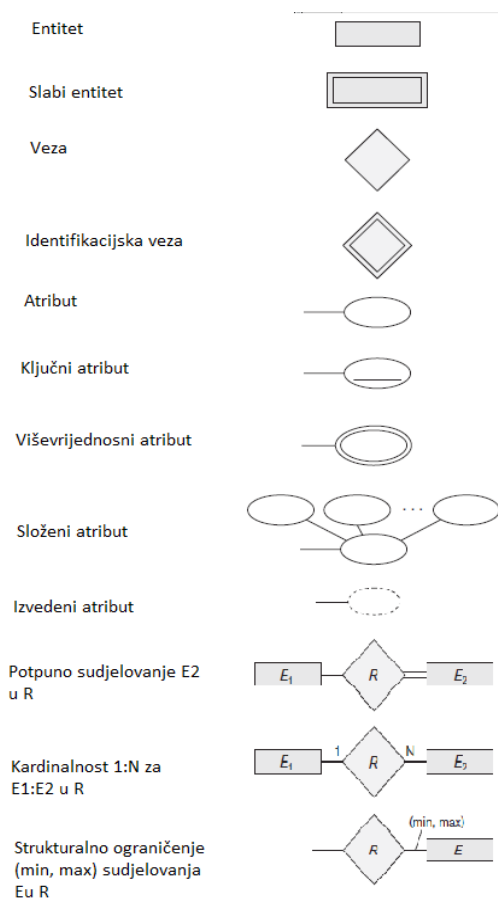 Entitet
Slabi entitet
Veza
Identifikacijska veza
Atribut
Ključni atribut
Viševrijednosni atribut
. . .
Složeni atribut
Izvedeni atribut
Potpuno sudjelovanje E2
u R
E1 R E2
Kardinalnost 1:N za
E1:E2 u R
E1 1 R N E2
Strukturalno ograničenje
(min, max) sudjelovanja
Eu R
(min, max)
R E